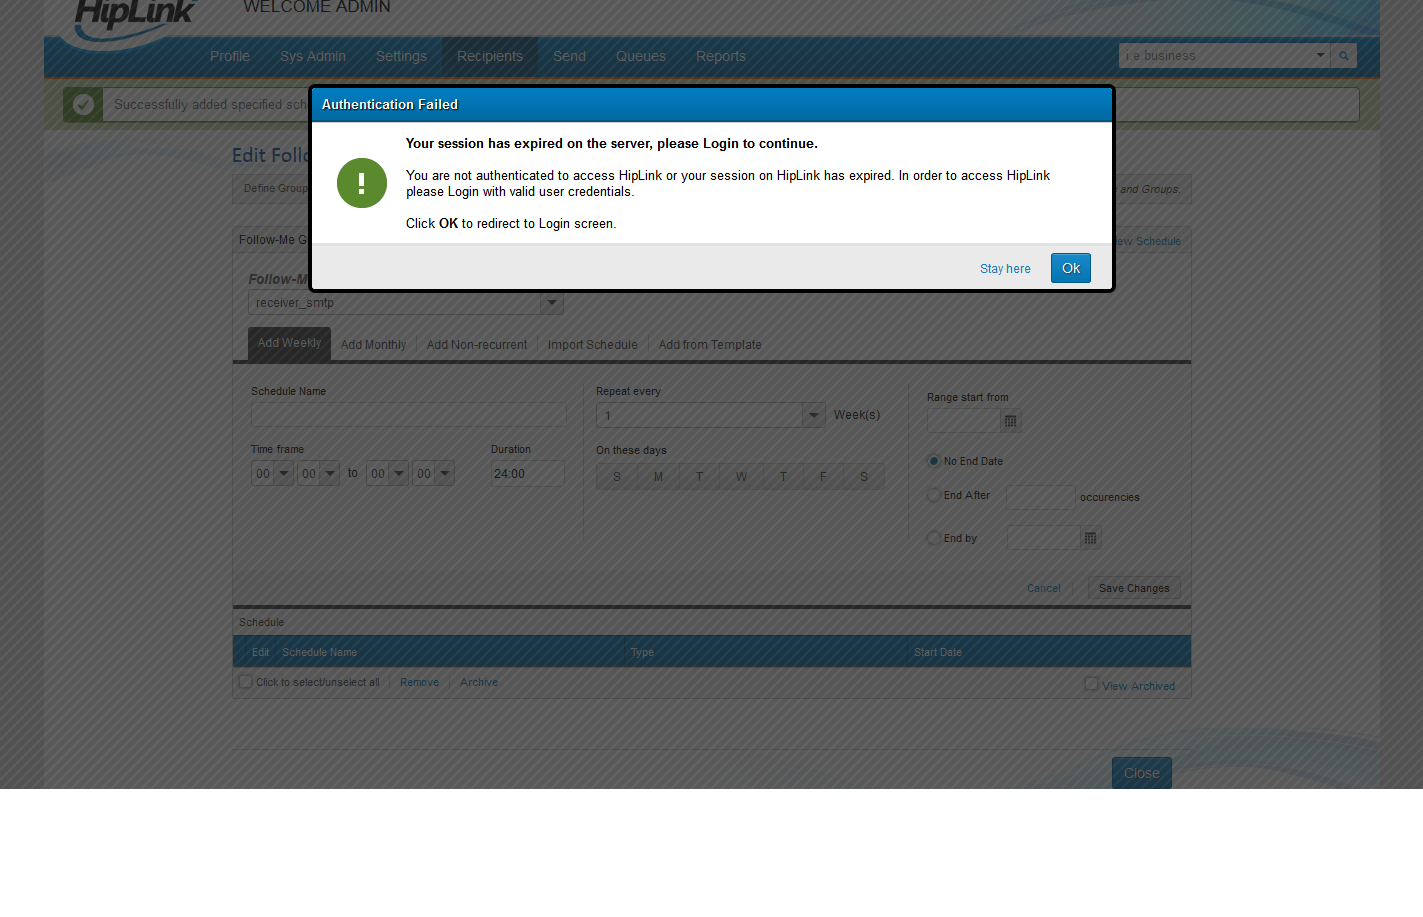 HipLink
WELCOME ADMIN
Profile Sys Admin Settings Recipients Send Queues Reports
i.e business
Successfully added specified
Authentication Failed
Your session has expired on the server, please Login to continue.
You are not authenticated to access HipLink or your session on HipLink has expired. In order to access HipLink
please Login with valid user credentials.
Click OK to redirect to Login screen.
Stay here Ok
Edit
Define Group
and Groups.
Follow-Me G
Schedule
receiver_smtp
Add Weekly Add Monthly Add Non-recurrent Import Schedule Add from Template
Schedule Name
Repeat every
1 Week(s)
Range start from
Time frame Duration
00 00 to 00 00 24:00
On these days
S M T W T F S
No End Date
End After occurencies
End by
Cancel Save Changes
Schedule
Edit Schedule Name Type Start Date
Click to select/unselect all Remove Archive View Archived
Close